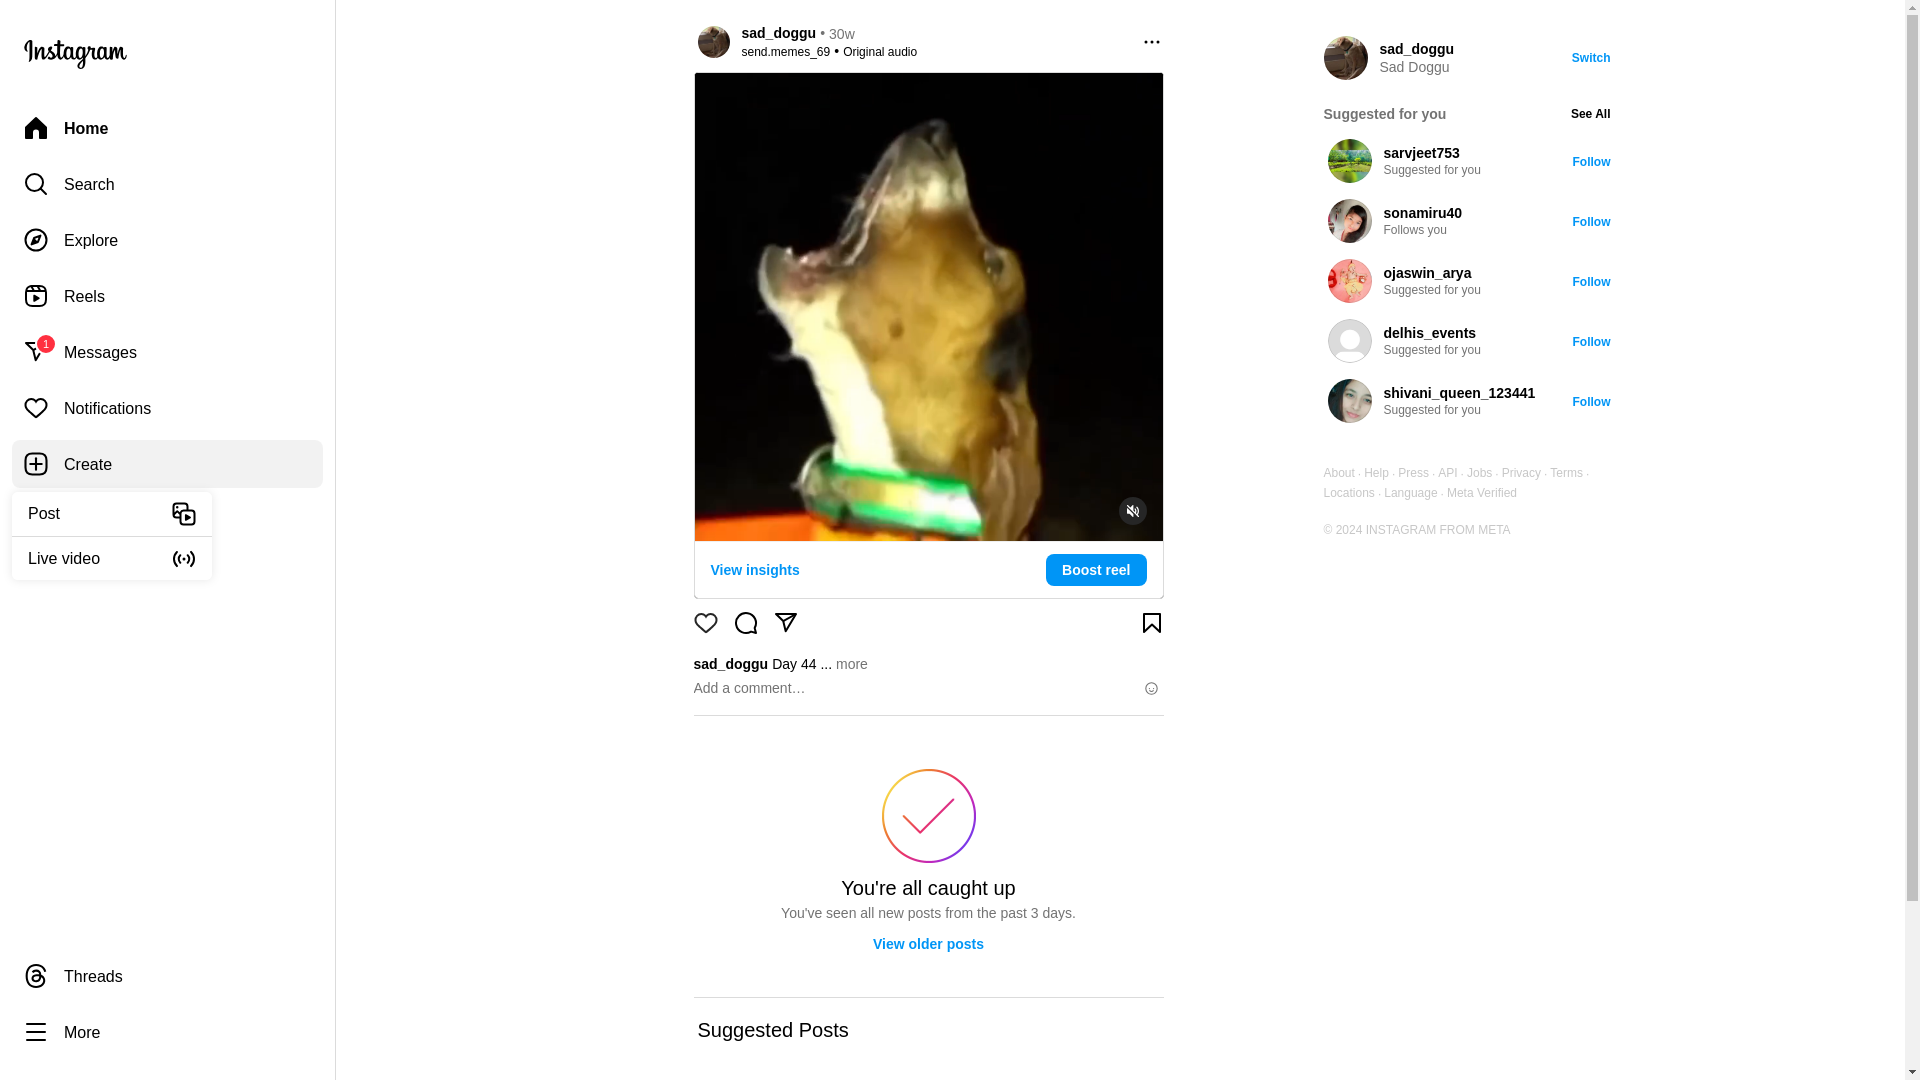 Instagram
Home
Search
Explore
Reels
1
Messages
Notifications
Create
Post
Live video
Threads
More
sad_doggu • 30w
send.memes_69 • Original audio
View insights
Boost reel
sad_doggu Day 44 ... more
Add a comment…
You're all caught up
You've seen all new posts from the past 3 days.
View older posts
Suggested Posts
sad_doggu
Sad Doggu
Switch
Suggested for you
See All
sarvjeet753
Suggested for you
Follow
sonamiru40
Follows you
Follow
ojaswin_arya
Suggested for you
Follow
delhis_events
Suggested for you
Follow
shivani_queen_123441
Suggested for you
Follow
About · Help · Press · API · Jobs · Privacy · Terms ·
Locations · Language · Meta Verified
© 2024 INSTAGRAM FROM META